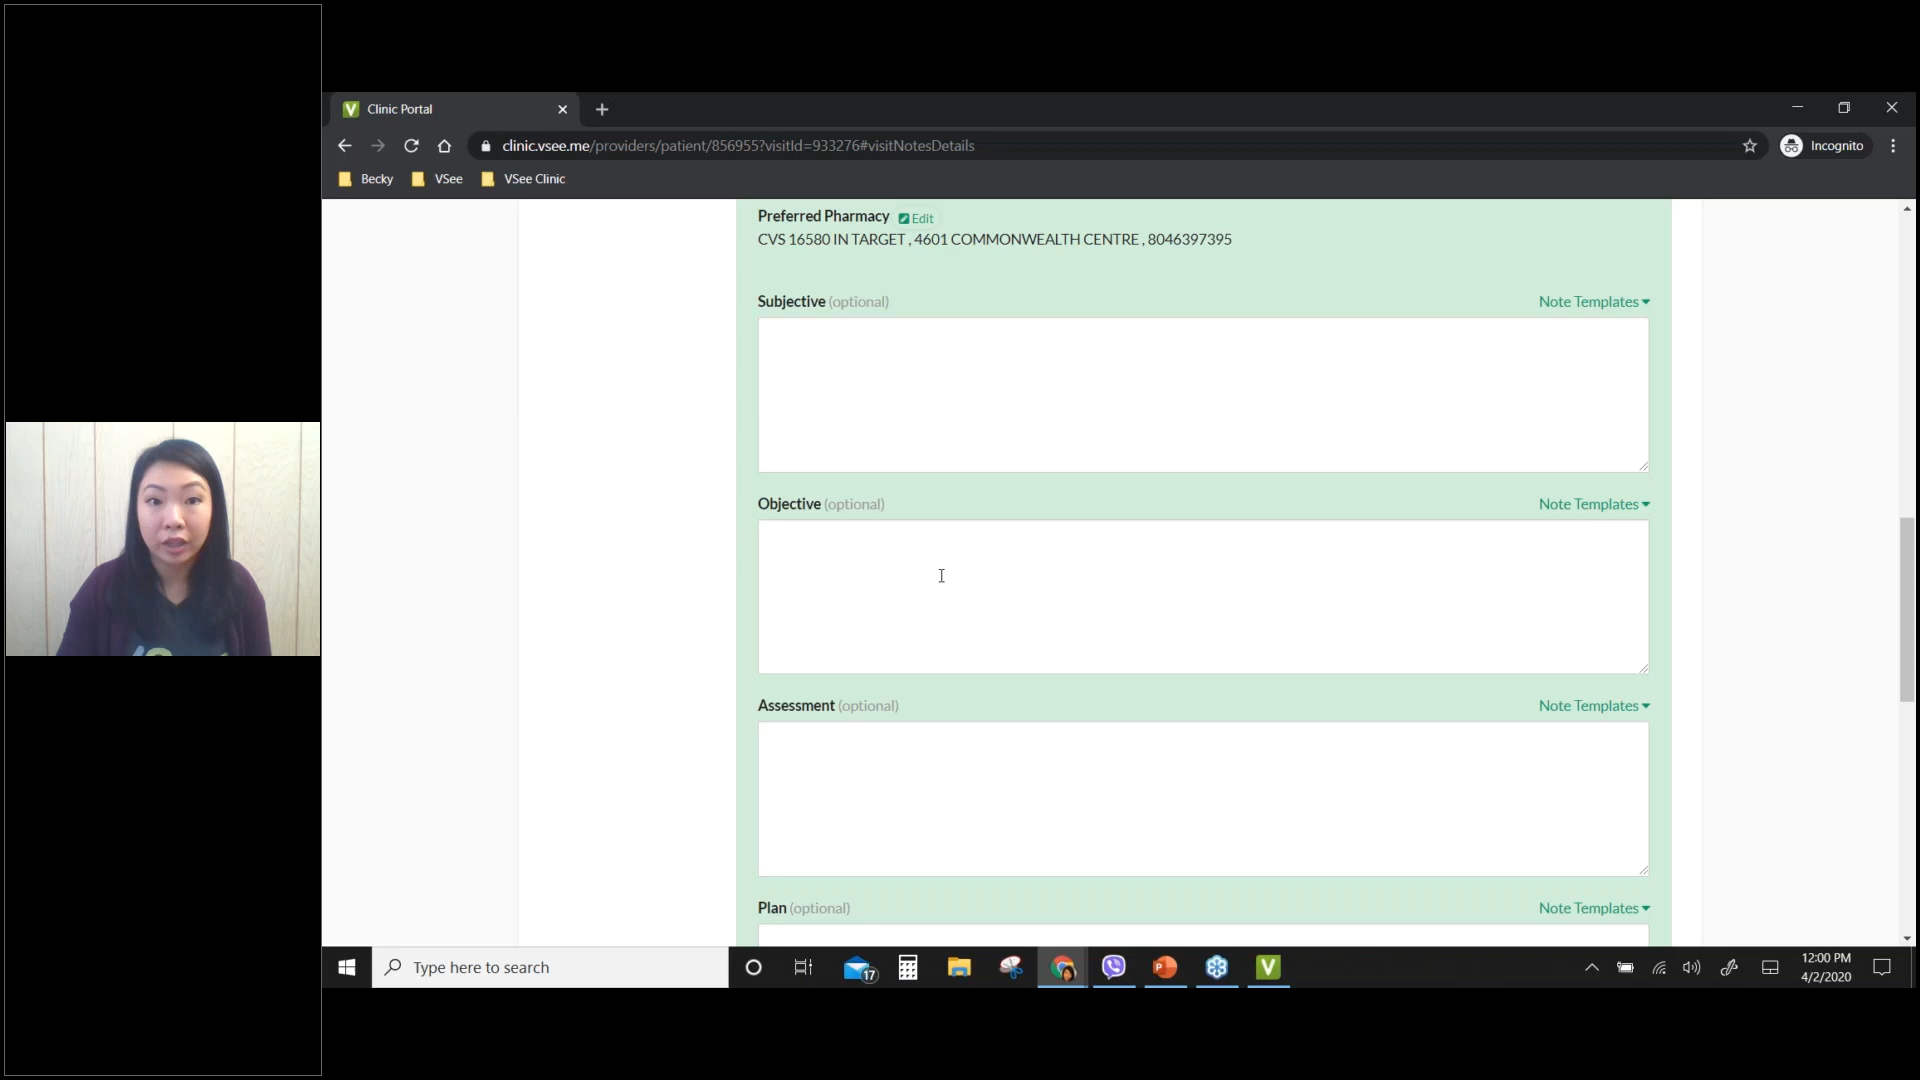 Clinic Portal
clinic.vsee.me/providers/patient/856955?visitId=933276#visitNotesDetails
Incognito
Becky VSee VSee Clinic
Preferred Pharmacy Edit
CVS 16580 IN TARGET , 4601 COMMONWEALTH CENTRE , 8046397395
Subjective (optional) Note Templates
Objective (optional) Note Templates
Assessment (optional) Note Templates
Plan (optional) Note Templates
Type here to search
17
12:00 PM
4/2/2020